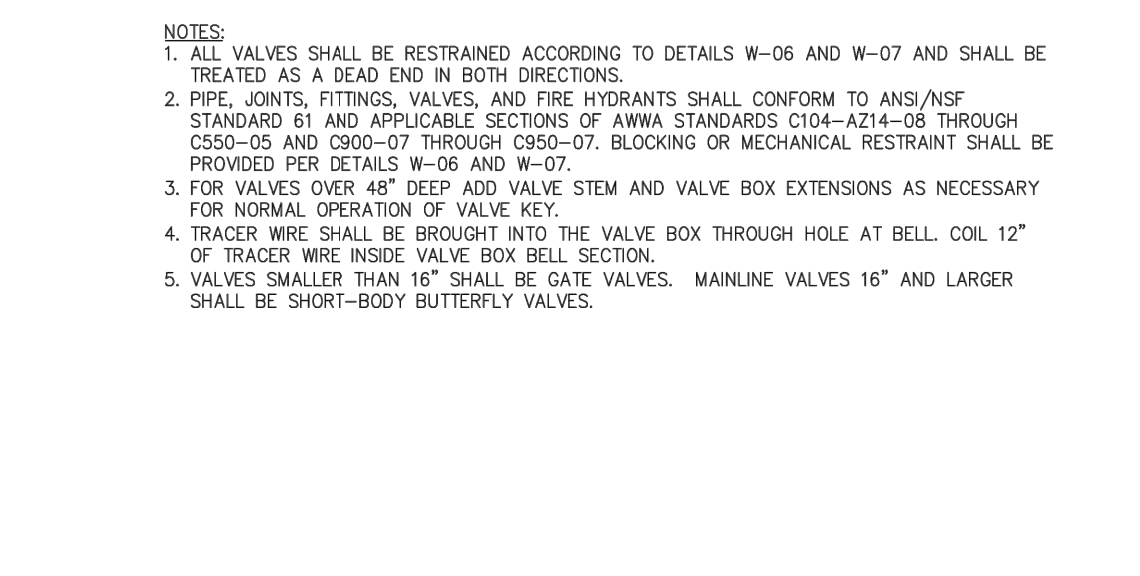 NOTES:
1. ALL VALVES SHALL BE RESTRAINED ACCORDING TO DETAILS W-06 AND W-07 AND SHALL BE
TREATED AS A DEAD END IN BOTH DIRECTIONS.
2. PIPE, JOINTS, FITTINGS, VALVES, AND FIRE HYDRANTS SHALL CONFORM TO ANSI/NSF
STANDARD 61 AND APPLICABLE SECTIONS OF AWWA STANDARDS C104-AZ14-08 THROUGH
C550-05 AND C900-07 THROUGH C950-07. BLOCKING OR MECHANICAL RESTRAINT SHALL BE
PROVIDED PER DETAILS W-06 AND W-07.
3. FOR VALVES OVER 48" DEEP ADD VALVE STEM AND VALVE BOX EXTENSIONS AS NECESSARY
FOR NORMAL OPERATION OF VALVE KEY.
4. TRACER WIRE SHALL BE BROUGHT INTO THE VALVE BOX THROUGH HOLE AT BELL. COIL 12"
OF TRACER WIRE INSIDE VALVE BOX BELL SECTION.
5. VALVES SMALLER THAN 16" SHALL BE GATE VALVES. MAINLINE VALVES 16" AND LARGER
SHALL BE SHORT-BODY BUTTERFLY VALVES.